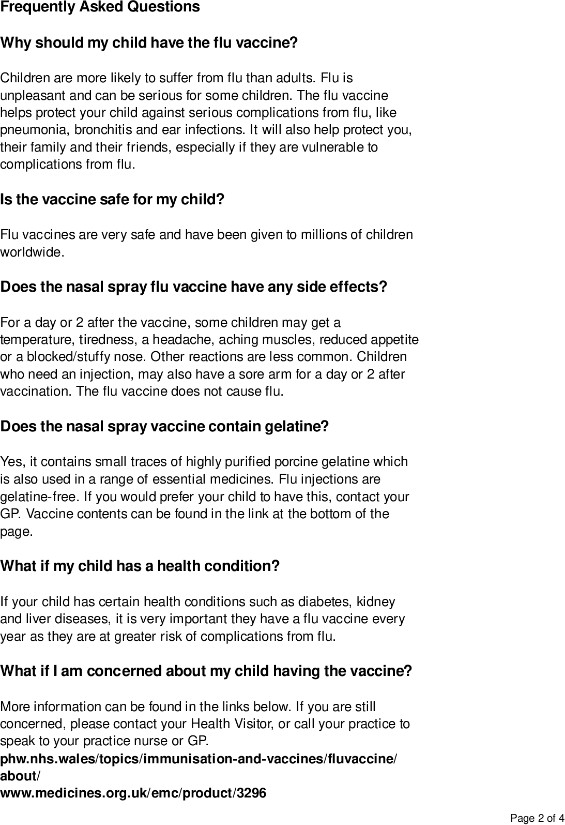 Frequently Asked Questions
Why should my child have the flu vaccine?
Children are more likely to suffer from flu than adults. Flu is
unpleasant and can be serious for some children. The flu vaccine
helps protect your child against serious complications from flu, like
pneumonia, bronchitis and ear infections. It will also help protect you,
their family and their friends, especially if they are vulnerable to
complications from flu.
Is the vaccine safe for my child?
Flu vaccines are very safe and have been given to millions of children
worldwide.
Does the nasal spray flu vaccine have any side effects?
For a day or 2 after the vaccine, some children may get a
temperature, tiredness, a headache, aching muscles, reduced appetite
or a blocked/stuffy nose. Other reactions are less common. Children
who need an injection, may also have a sore arm for a day or 2 after
vaccination. The flu vaccine does not cause flu.
Does the nasal spray vaccine contain gelatine?
Yes, it contains small traces of highly purified porcine gelatine which
is also used in a range of essential medicines. Flu injections are
gelatine-free. If you would prefer your child to have this, contact your
GP. Vaccine contents can be found in the link at the bottom of the
page.
What if my child has a health condition?
If your child has certain health conditions such as diabetes, kidney
and liver diseases, it is very important they have a flu vaccine every
year as they are at greater risk of complications from flu.
What if I am concerned about my child having the vaccine?
More information can be found in the links below. If you are still
concerned, please contact your Health Visitor, or call your practice to
speak to your practice nurse or GP.
phw.nhs.wales/topics/immunisation-and-vaccines/fluvaccine/
about/
www.medicines.org.uk/emc/product/3296
Page 2 of 4